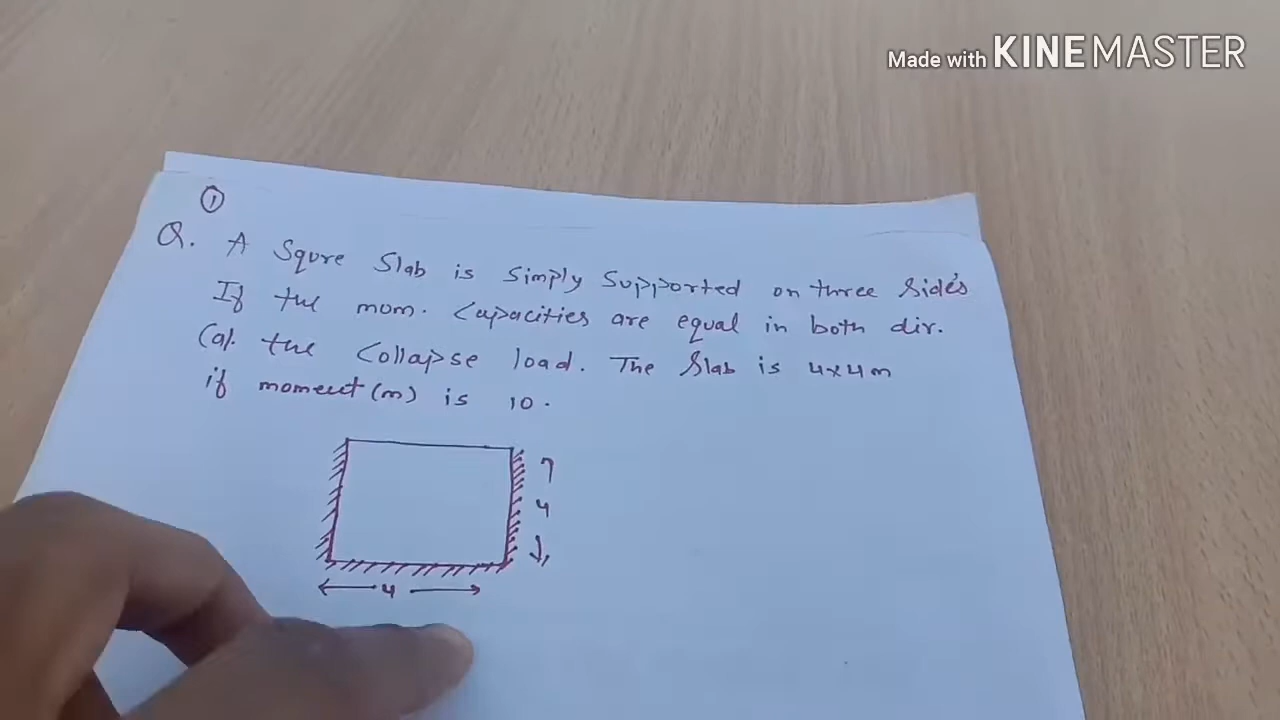 Made with KINEMASTER
1
Q. A Squre Slab is Simply Supported on three Side's
If the mom. Capacities are equal in both dir.
Cal. the Collapse load. The Slab is 4x4m
if moment (m) is 10.
4
4